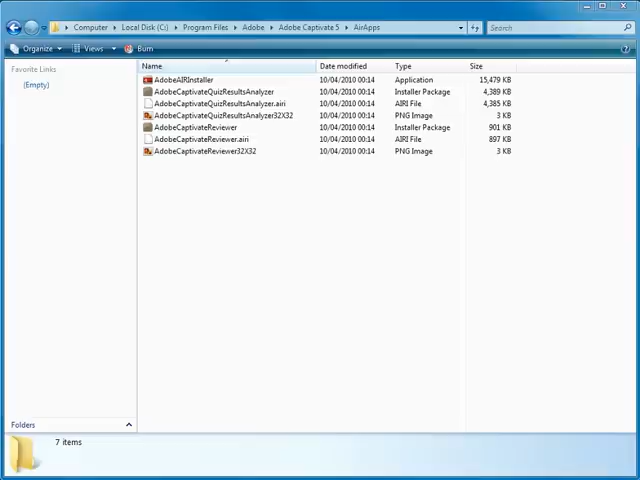 Computer Local Disk (C:) Program Files Adobe Adobe Captivate 5 AirApps Search
Organize Views Burn
Favorite Links Name Date modified Type Size
(Empty)
AdobeAIRInstaller 10/04/2010 00:14 Application 15,479 KB
AdobeCaptivateQuizResultsAnalyzer 10/04/2010 00:14 Installer Package 4,389 KB
AdobeCaptivateQuizResultsAnalyzer.airi 10/04/2010 00:14 AIRI File 4,385 KB
AdobeCaptivateQuizResultsAnalyzer32X32 10/04/2010 00:14 PNG Image 3 KB
AdobeCaptivateReviewer 10/04/2010 00:14 Installer Package 901 KB
AdobeCaptivateReviewer.airi 10/04/2010 00:14 AIRI File 897 KB
AdobeCaptivateReviewer32X32 10/04/2010 00:14 PNG Image 3 KB
Folders
7 items